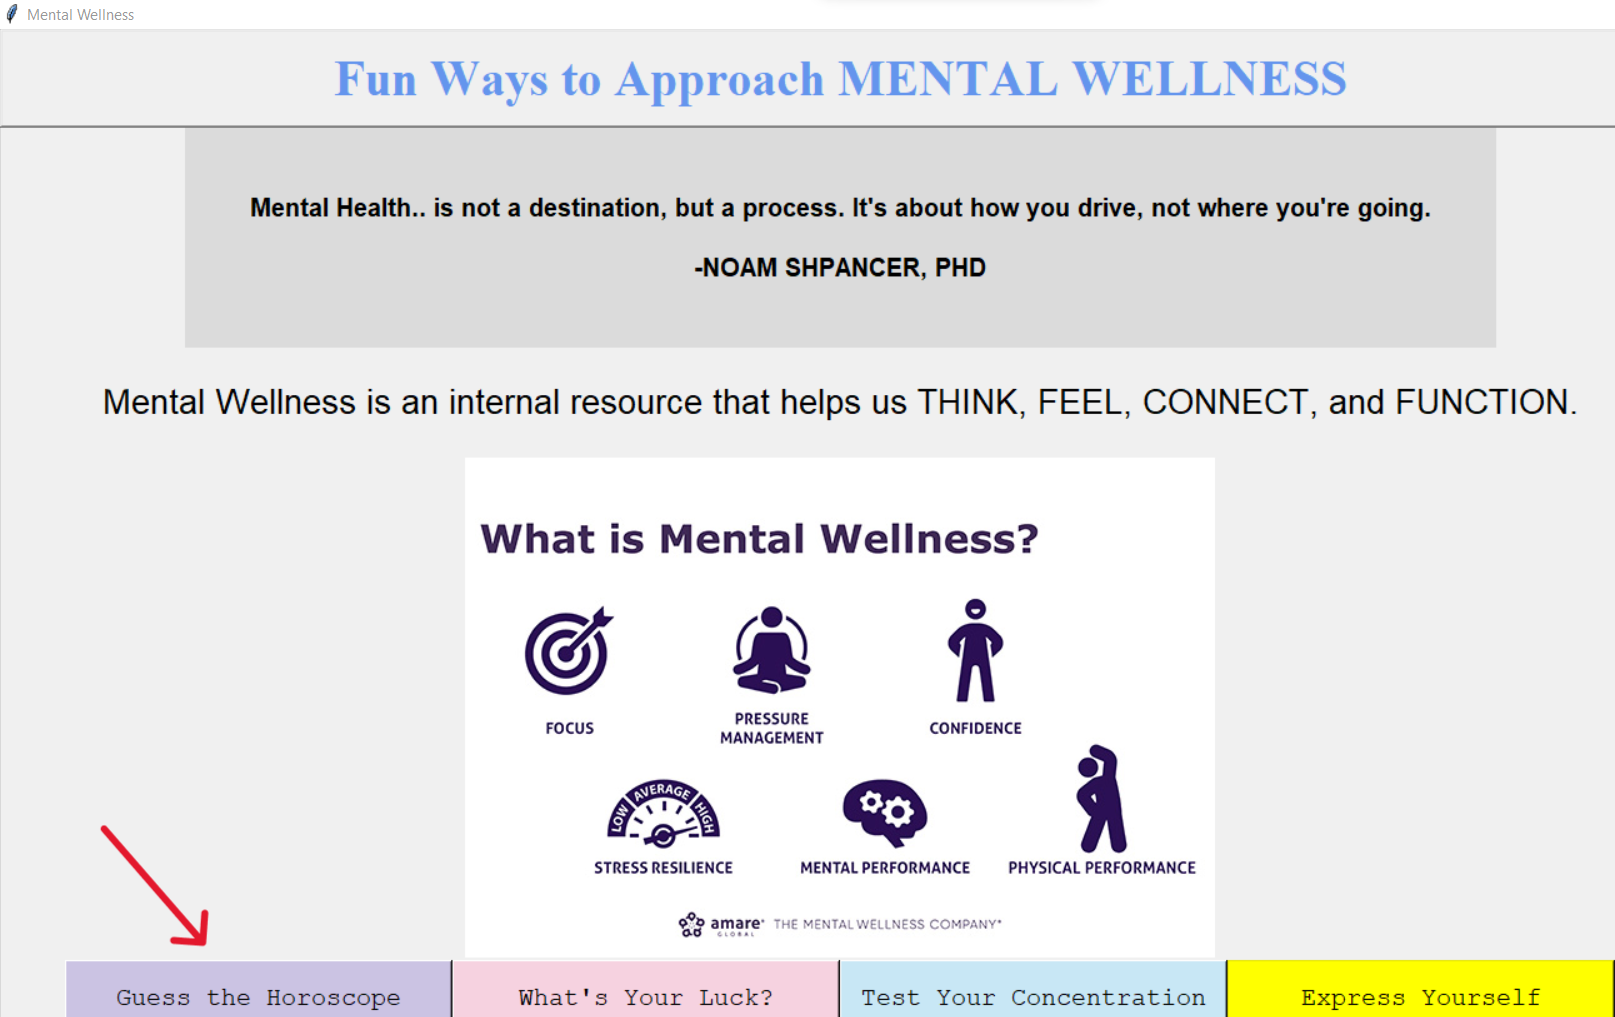 Mental Wellness
Fun Ways to Approach MENTAL WELLNESS
Mental Health.. is not a destination, but a process. It's about how you drive, not where you're going.
-NOAM SHPANCER, PHD
Mental Wellness is an internal resource that helps us THINK, FEEL, CONNECT, and FUNCTION.
What is Mental Wellness?
FOCUS
PRESSURE
MANAGEMENT
CONFIDENCE
LOW AVERAGE HIGH
STRESS RESILIENCE
MENTAL PERFORMANCE
PHYSICAL PERFORMANCE
amare GLOBAL THE MENTAL WELLNESS COMPANY
Guess the Horoscope
What's Your Luck?
Test Your Concentration
Express Yourself